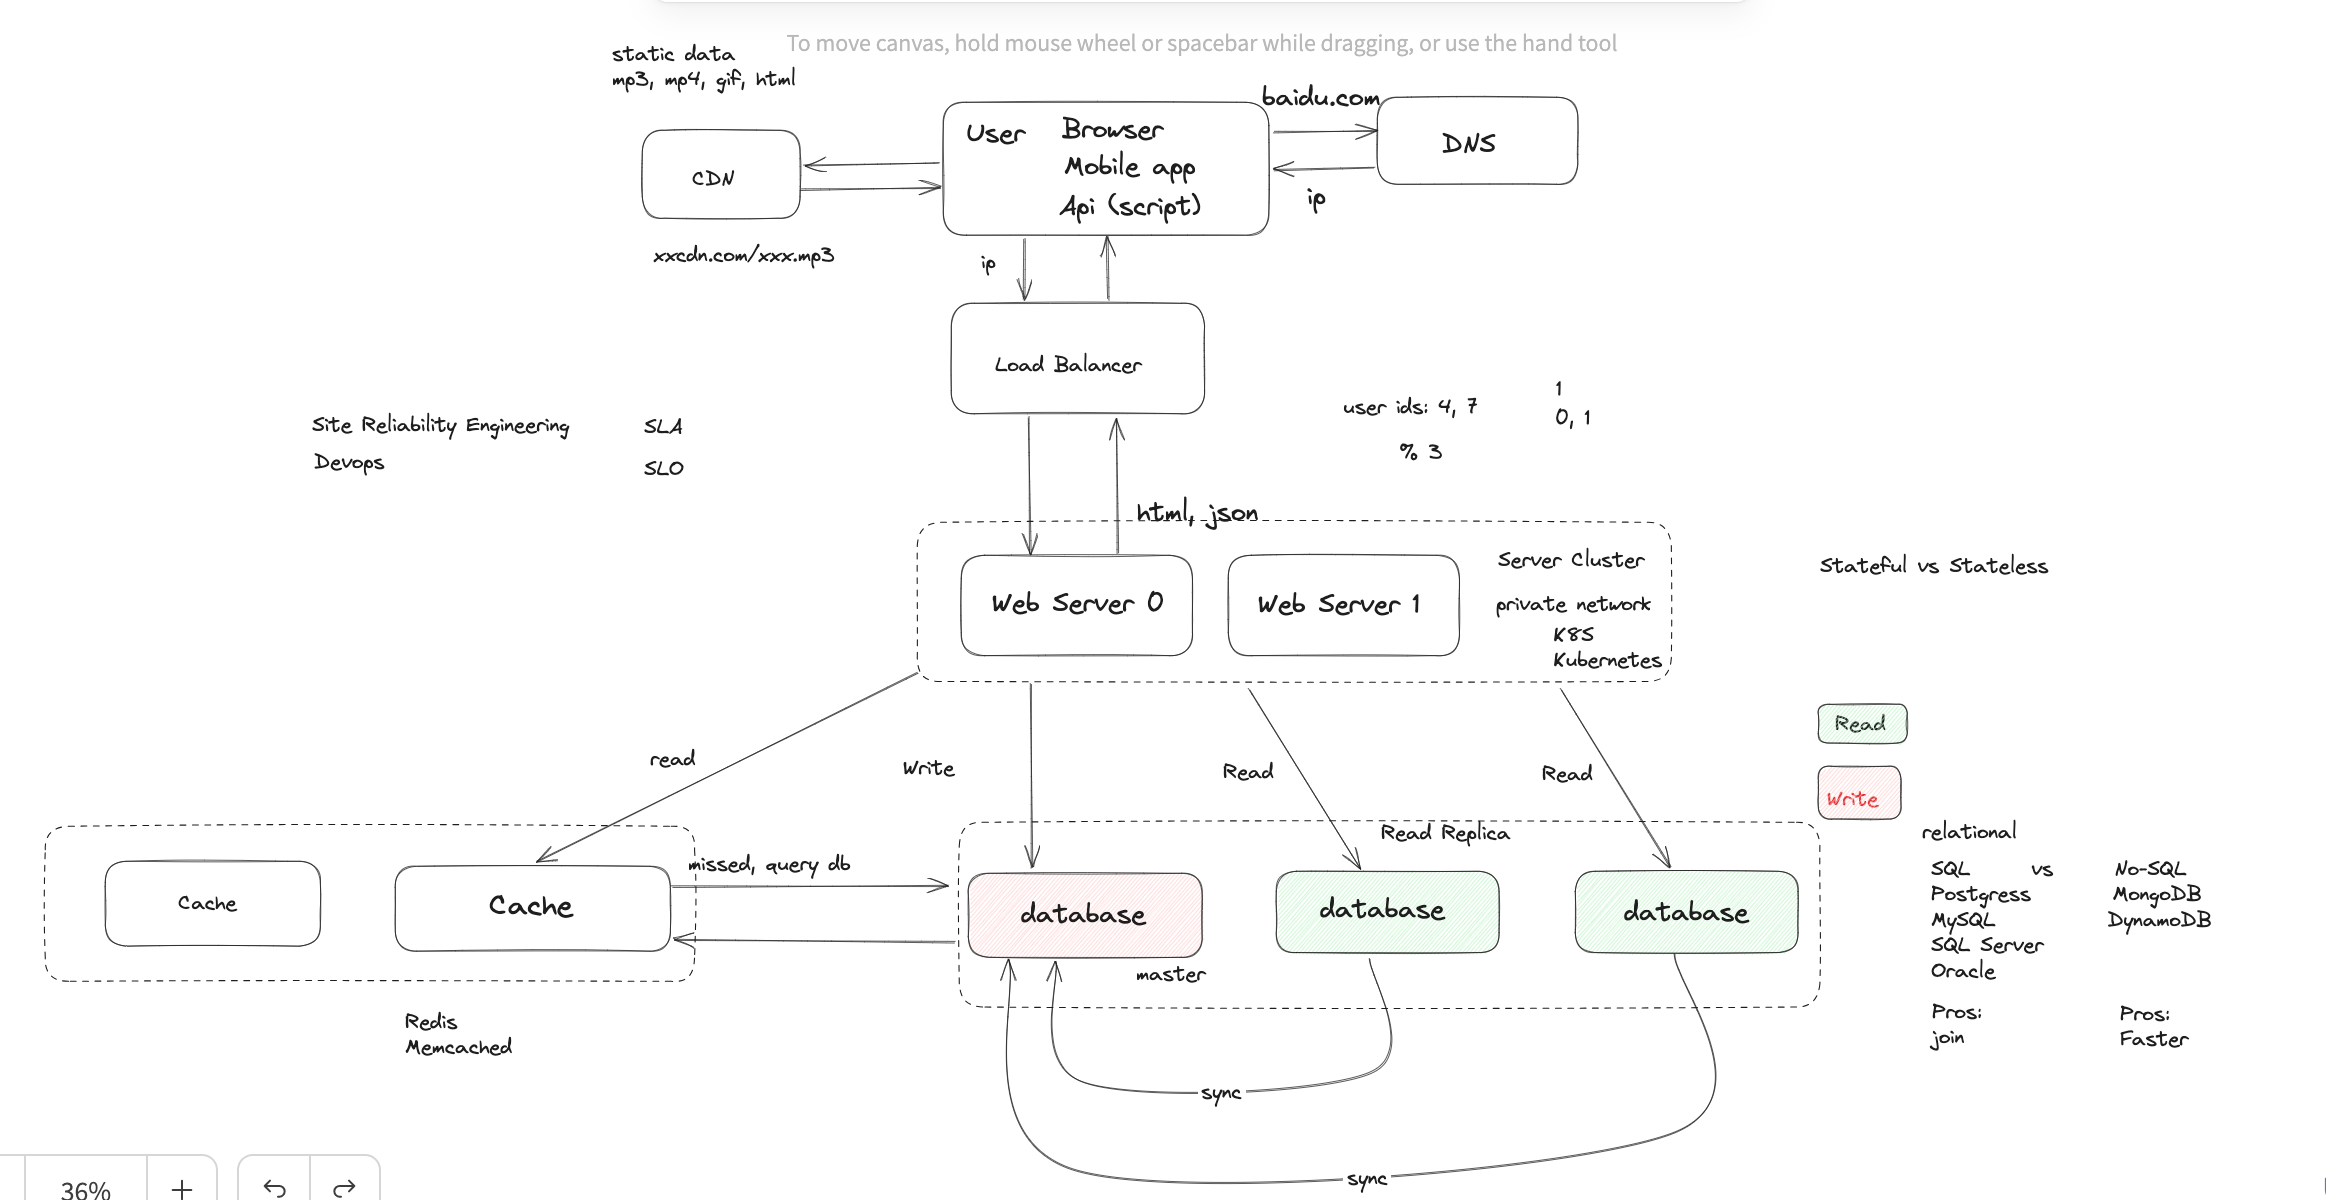 To move canvas, hold mouse wheel or spacebar while dragging, or use the hand tool
static data
mp3, mp4, gif, html
baidu.com
User
Browser
Mobile app
Api (script)
DNS
CDN
ip
xxcdn.com/xxx.mp3
ip
Load Balancer
user ids: 4, 7
1
0, 1
% 3
Site Reliability Engineering
SLA
Devops
SLO
html, json
Web Server 0
Web Server 1
Server Cluster
private network
K8S
Kubernetes
Stateful vs Stateless
read
Write
Read
Read
Read
Write
Read Replica
missed, query db
Cache
Cache
database
database
database
master
Redis
Memcached
relational
SQL vs No-SQL
Postgress MongoDB
MySQL DynamoDB
SQL Server
Oracle
Pros: Pros:
join Faster
sync
sync
36%